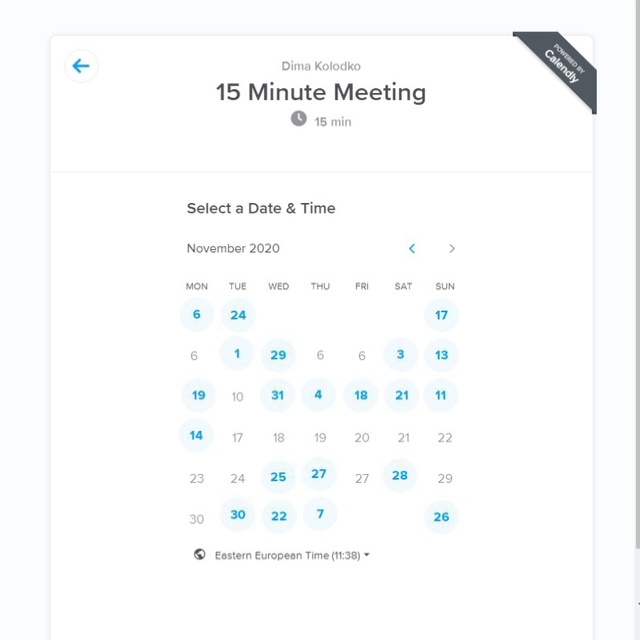 Dima Kolodko
POWERED BY
Calendly
15 Minute Meeting
15 min
Select a Date & Time
November 2020
MON TUE WED THU FRI SAT SUN
6 24 17
6 1 29 6 6 3 13
19 10 31 4 18 21 11
14 17 18 19 20 21 22
23 24 25 27 27 28 29
30 30 22 7 26
Eastern European Time (11:38)